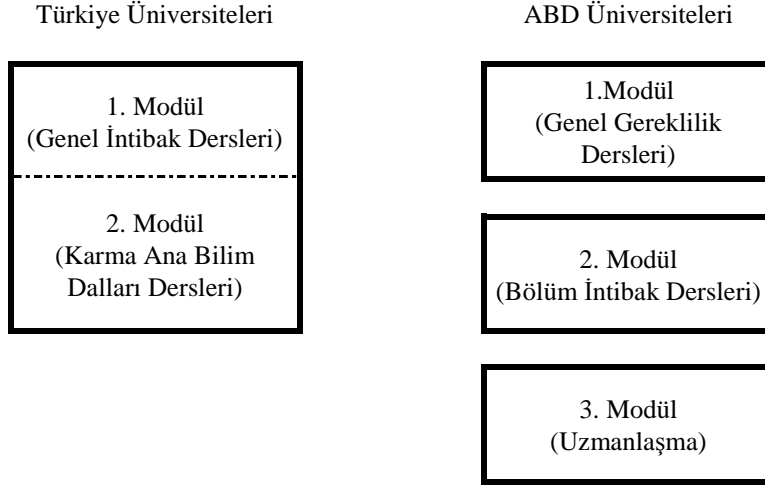 Türkiye Üniversiteleri
1. Modül
(Genel İntibak Dersleri)
2. Modül
(Karma Ana Bilim
Dalları Dersleri)
ABD Üniversiteleri
1.Modül
(Genel Gereklilik
Dersleri)
2. Modül
(Bölüm İntibak Dersleri)
3. Modül
(Uzmanlaşma)